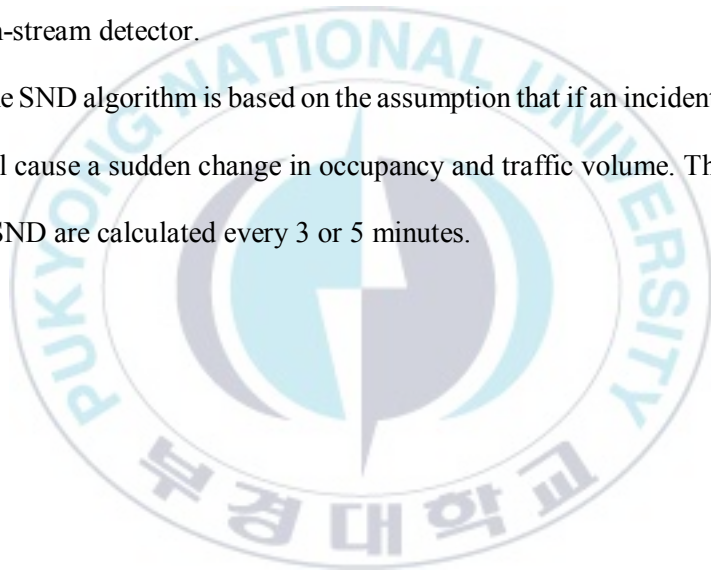 -stream detector.
e SND algorithm is based on the assumption that if an incident
l cause a sudden change in occupancy and traffic volume. Th
SND are calculated every 3 or 5 minutes.
PUKYONG NATIONAL UNIVERSITY
부경대학교